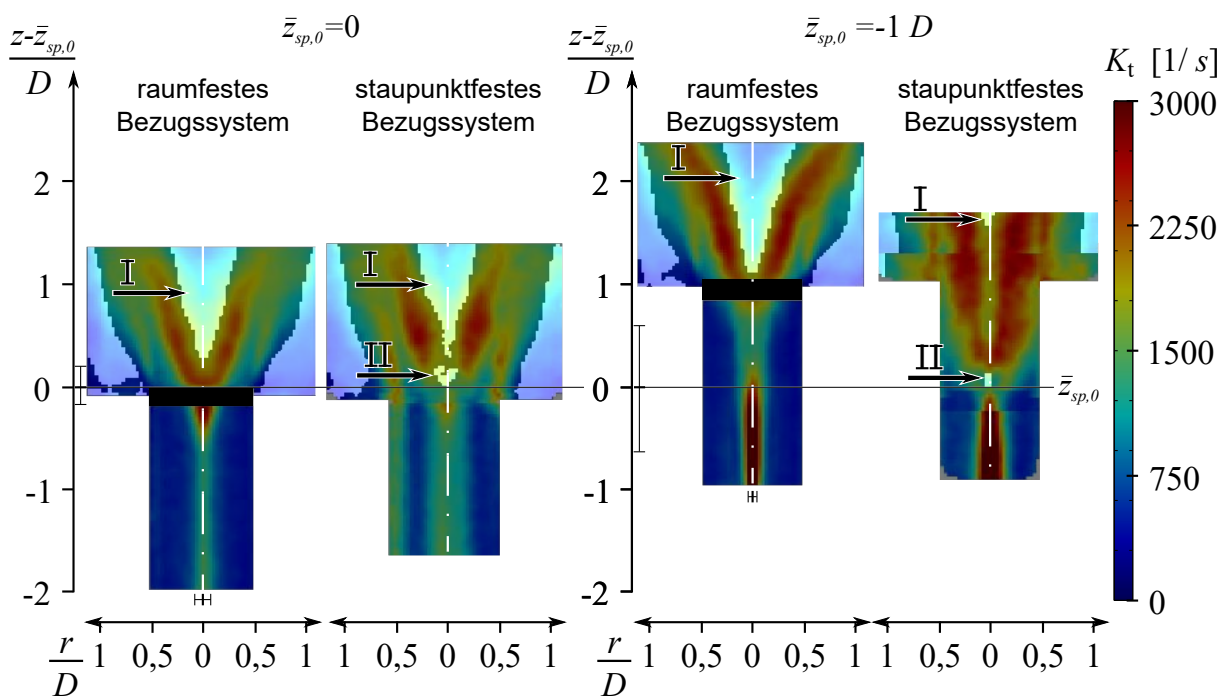 z-z̄sp,0
D
z̄sp,0=0
raumfestes
Bezugssystem
staupunktfestes
Bezugssystem
2
1
0
-1
-2
I
I
II
r
D
1 0,5 0 0,5 1
1 0,5 0 0,5 1
z-z̄sp,0
D
z̄sp,0 =-1 D
raumfestes
Bezugssystem
staupunktfestes
Bezugssystem
2
1
0
-1
-2
I
I
II
z̄sp,0
r
D
1 0,5 0 0,5 1
1 0,5 0 0,5 1
Kt [1/ s]
3000
2250
1500
750
0